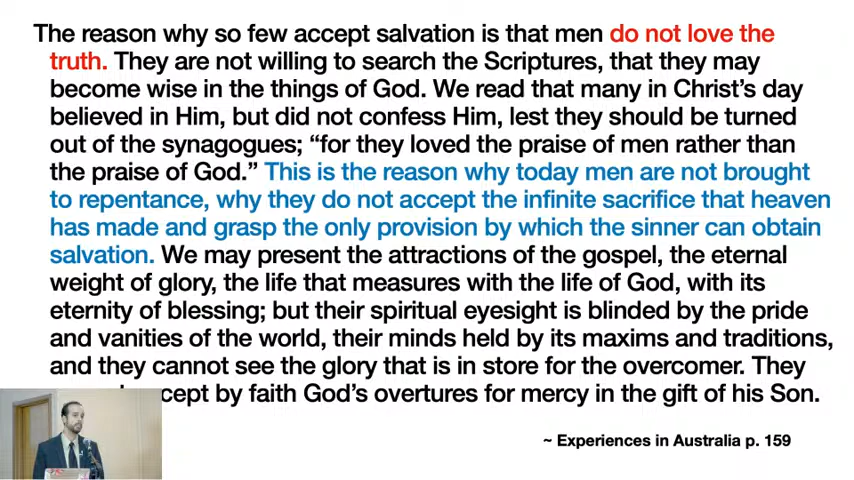 The reason why so few accept salvation is that men do not love the
truth. They are not willing to search the Scriptures, that they may
become wise in the things of God. We read that many in Christ’s day
believed in Him, but did not confess Him, lest they should be turned
out of the synagogues; “for they loved the praise of men rather than
the praise of God.” This is the reason why today men are not brought
to repentance, why they do not accept the infinite sacrifice that heaven
has made and grasp the only provision by which the sinner can obtain
salvation. We may present the attractions of the gospel, the eternal
weight of glory, the life that measures with the life of God, with its
eternity of blessing; but their spiritual eyesight is blinded by the pride
and vanities of the world, their minds held by its maxims and traditions,
and they cannot see the glory that is in store for the overcomer. They
by faith God’s overtures for mercy in the gift of his Son.
~ Experiences in Australia p. 159